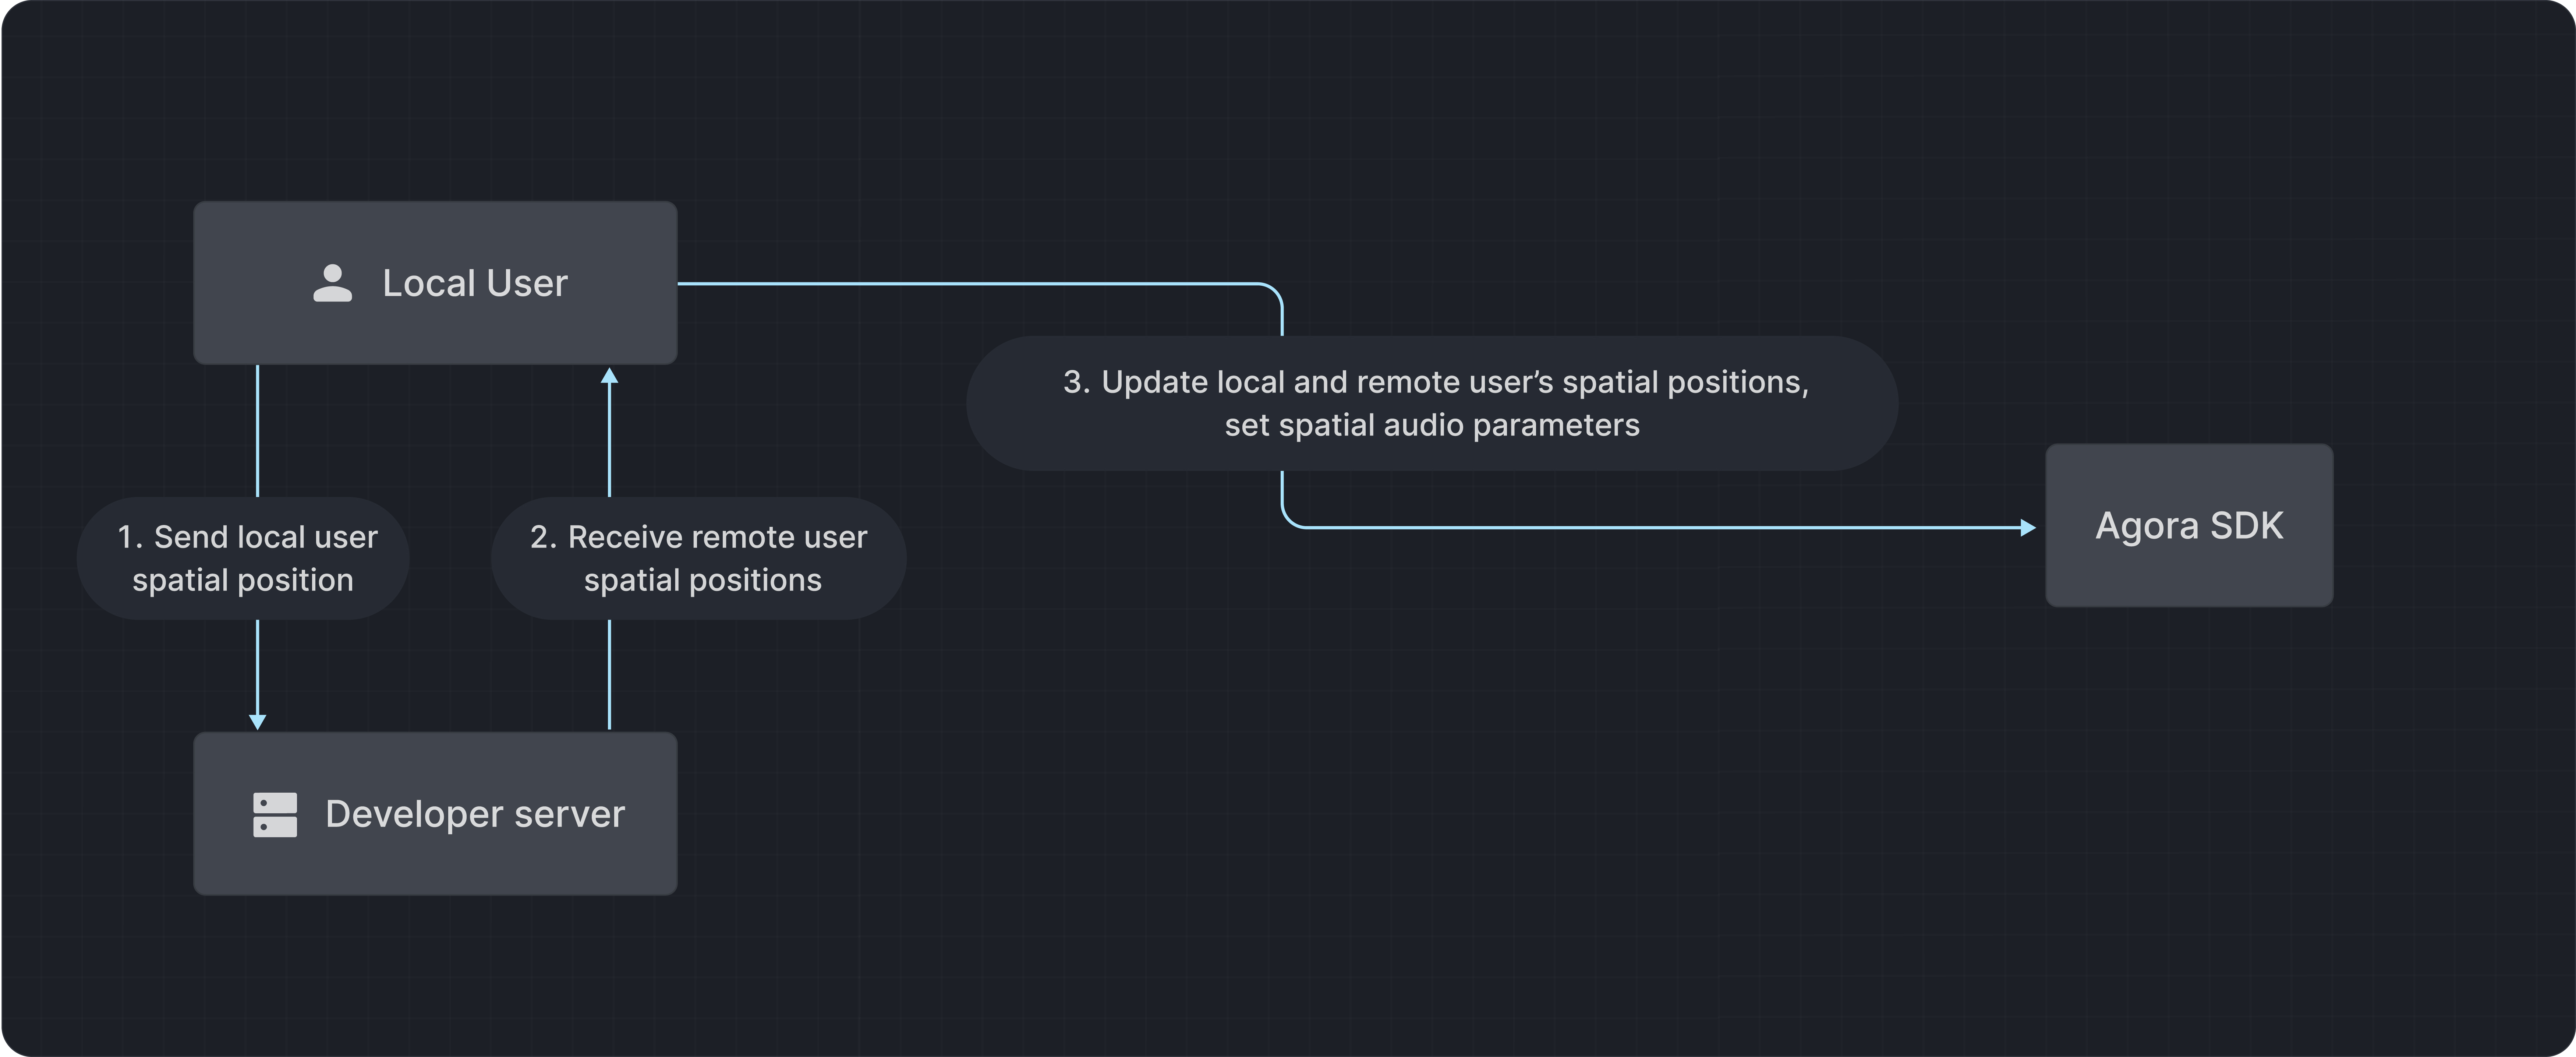 Local User
3. Update local and remote user’s spatial positions,
set spatial audio parameters
Agora SDK
1. Send local user
spatial position
2. Receive remote user
spatial positions
Developer server